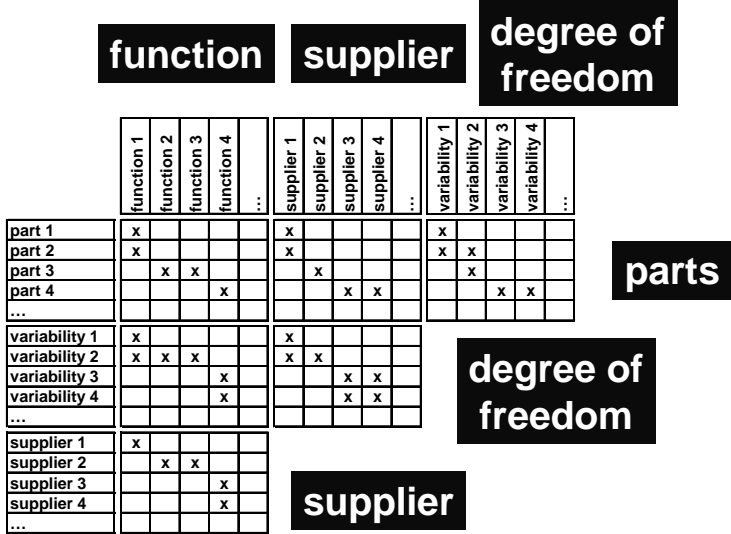 function supplier degree of
freedom
function 1 function 2 function 3 function 4 ... supplier 1 supplier 2 supplier 3 supplier 4 ... variability 1 variability 2 variability 3 variability 4 ...
part 1 x x x
part 2 x x x x
part 3 x x x x
part 4 x x x x x
...
parts
variability 1 x x
variability 2 x x x x x
variability 3 x x x
variability 4 x x x
...
degree of
freedom
supplier 1 x
supplier 2 x x
supplier 3 x
supplier 4 x
...
supplier